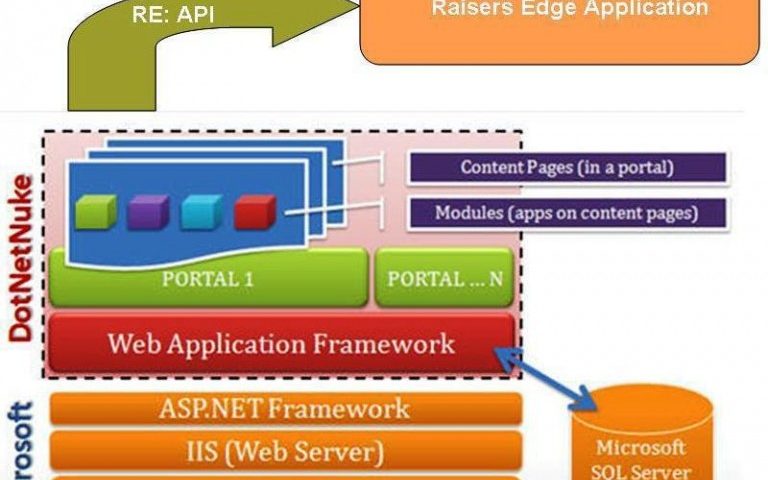 RE: API
Raisers Edge Application
DotNetNuke
Content Pages (in a portal)
Modules (apps on content pages)
PORTAL 1
PORTAL ... N
Web Application Framework
ASP.NET Framework
IIS (Web Server)
Microsoft
SQL Server
rosoft